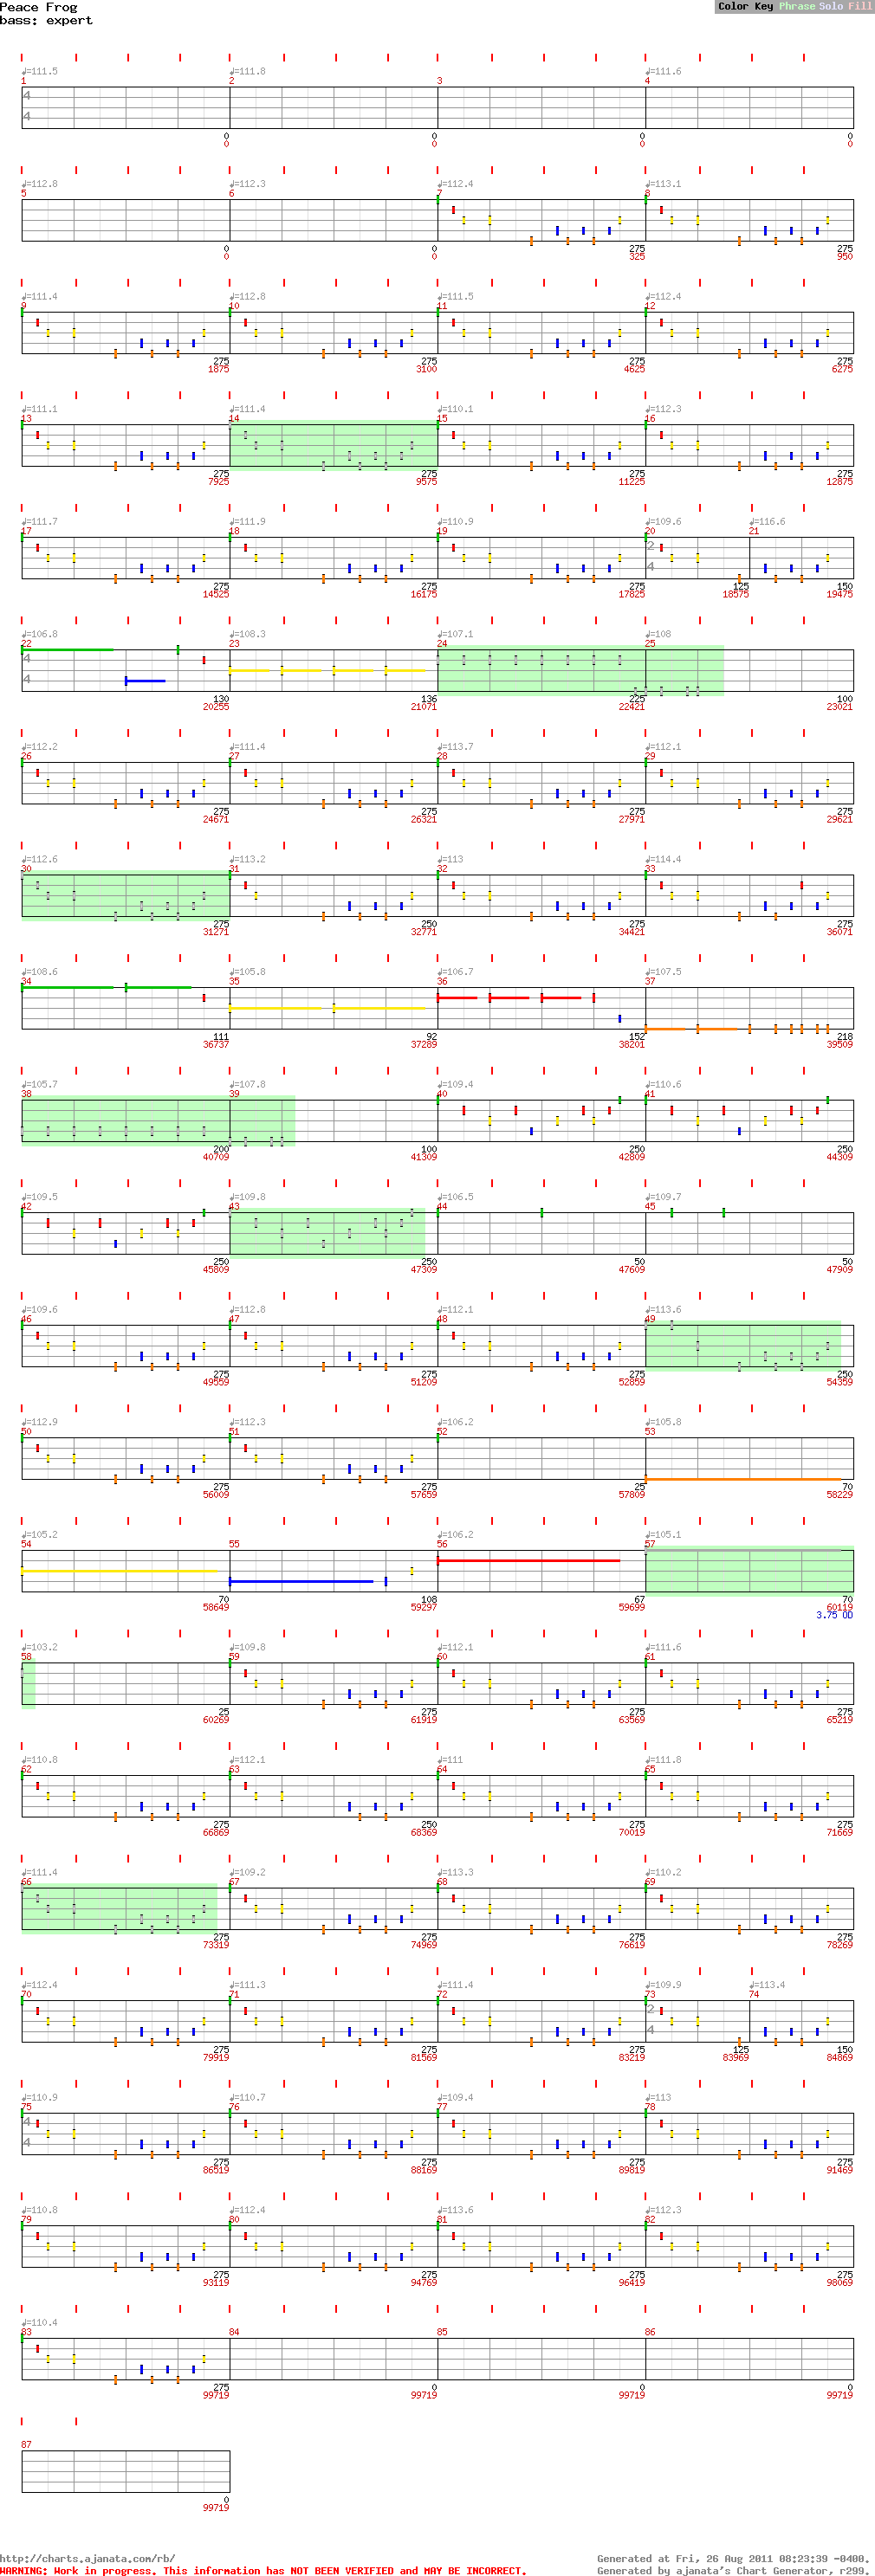 Peace Frog
Color Key Phrase Solo Fill
bass: expert
♩=111.5 ♩=111.8 ♩=111.6
1 2 3 4
4
4
0 0 0 0
0 0 0 0
♩=112.8 ♩=112.3 ♩=112.4 ♩=113.1
5 6 7 8
0 0 275 275
0 0 325 950
♩=111.4 ♩=112.8 ♩=111.5 ♩=112.4
9 10 11 12
275 275 275 275
1875 3100 4625 6275
♩=111.1 ♩=111.4 ♩=110.1 ♩=112.3
13 14 15 16
275 275 275 275
7925 9575 11225 12875
♩=111.7 ♩=111.9 ♩=110.9 ♩=109.6 ♩=116.6
17 18 19 20 21
2
4
275 275 275 125 150
14525 16175 17825 18575 19475
♩=106.8 ♩=108.3 ♩=107.1 ♩=108
22 23 24 25
4
4
130 136 225 100
20255 21071 22421 23021
♩=112.2 ♩=111.4 ♩=113.7 ♩=112.1
26 27 28 29
275 275 275 275
24671 26321 27971 29621
♩=112.6 ♩=113.2 ♩=113 ♩=114.4
30 31 32 33
275 250 275 275
31271 32771 34421 36071
♩=108.6 ♩=105.8 ♩=106.7 ♩=107.5
34 35 36 37
111 92 152 218
36737 37289 38201 39509
♩=105.7 ♩=107.8 ♩=109.4 ♩=110.6
38 39 40 41
200 100 250 250
40709 41309 42809 44309
♩=109.5 ♩=109.8 ♩=106.5 ♩=109.7
42 43 44 45
250 250 50 50
45809 47309 47609 47909
♩=109.6 ♩=112.8 ♩=112.1 ♩=113.6
46 47 48 49
275 275 275 250
49559 51209 52859 54359
♩=112.9 ♩=112.3 ♩=106.2 ♩=105.8
50 51 52 53
275 275 25 70
56009 57659 57809 58229
♩=105.2 ♩=106.2 ♩=105.1
54 55 56 57
70 108 67 70
58649 59297 59699 60119
3.75 OD
♩=103.2 ♩=109.8 ♩=112.1 ♩=111.6
58 59 60 61
25 275 275 275
60269 61919 63569 65219
♩=110.8 ♩=112.1 ♩=111 ♩=111.8
62 63 64 65
275 250 275 275
66869 68369 70019 71669
♩=111.4 ♩=109.2 ♩=113.3 ♩=110.2
66 67 68 69
275 275 275 275
73319 74969 76619 78269
♩=112.4 ♩=111.3 ♩=111.4 ♩=109.9 ♩=113.4
70 71 72 73 74
2
4
275 275 275 125 150
79919 81569 83219 83969 84869
♩=110.9 ♩=110.7 ♩=109.4 ♩=113
75 76 77 78
4
4
275 275 275 275
86519 88169 89819 91469
♩=110.8 ♩=112.4 ♩=113.6 ♩=112.3
79 80 81 82
275 275 275 275
93119 94769 96419 98069
♩=110.4
83 84 85 86
275 0 0 0
99719 99719 99719 99719
87
0
99719
http://charts.ajanata.com/rb/
Generated at Fri, 26 Aug 2011 08:23:39 -0400.
WARNING: Work in progress. This information has NOT BEEN VERIFIED and MAY BE INCORRECT.
Generated by ajanata's Chart Generator, r299.